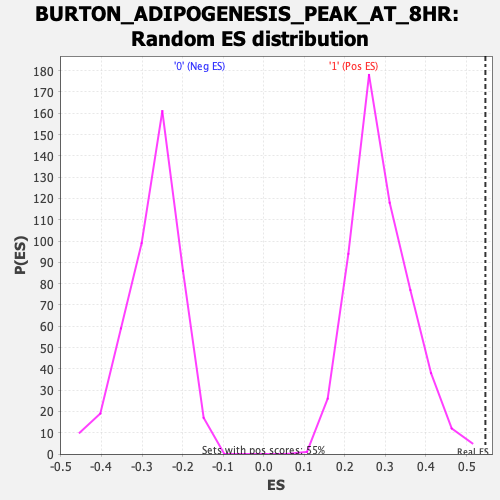 BURTON_ADIPOGENESIS_PEAK_AT_8HR:
Random ES distribution
'0' (Neg ES)
'1' (Pos ES)
180
170
160
150
140
130
120
110
100
90
80
70
60
50
40
30
20
10
0
P(ES)
Sets with pos scores: 55%
Real ES
-0.5 -0.4 -0.3 -0.2 -0.1 0.0 0.1 0.2 0.3 0.4 0.5
ES